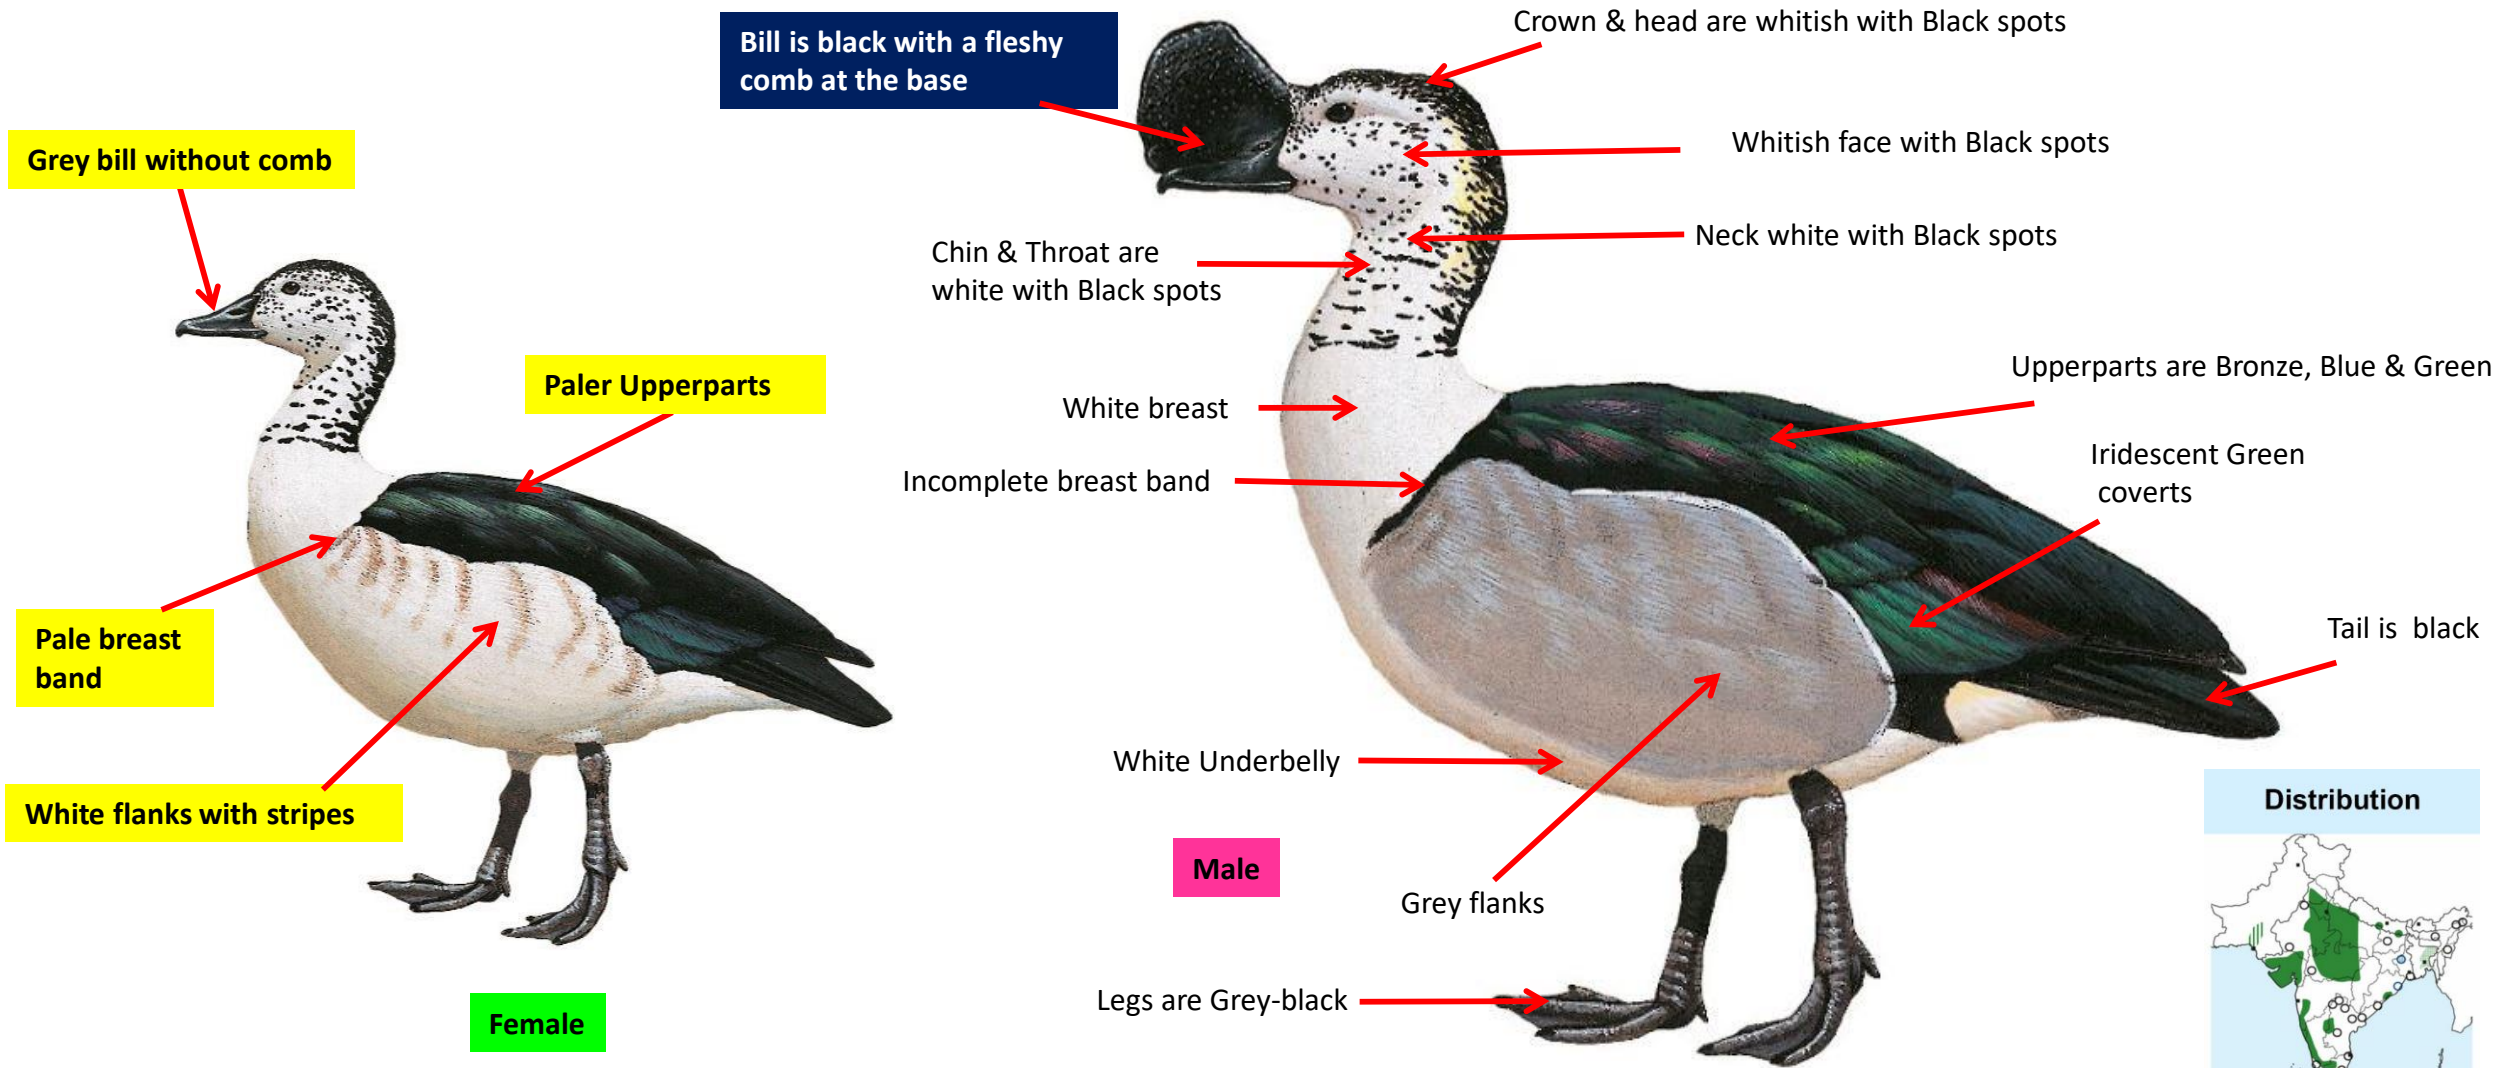 Crown & head are whitish with Black spots
Bill is black with a fleshy
comb at the base
Grey bill without comb
Whitish face with Black spots
Neck white with Black spots
Chin & Throat are
white with Black spots
Paler Upperparts
Upperparts are Bronze, Blue & Green
White breast
Iridescent Green
coverts
Incomplete breast band
Pale breast
band
Tail is black
White Underbelly
White flanks with stripes
Distribution
Male
Grey flanks
Legs are Grey-black
Female